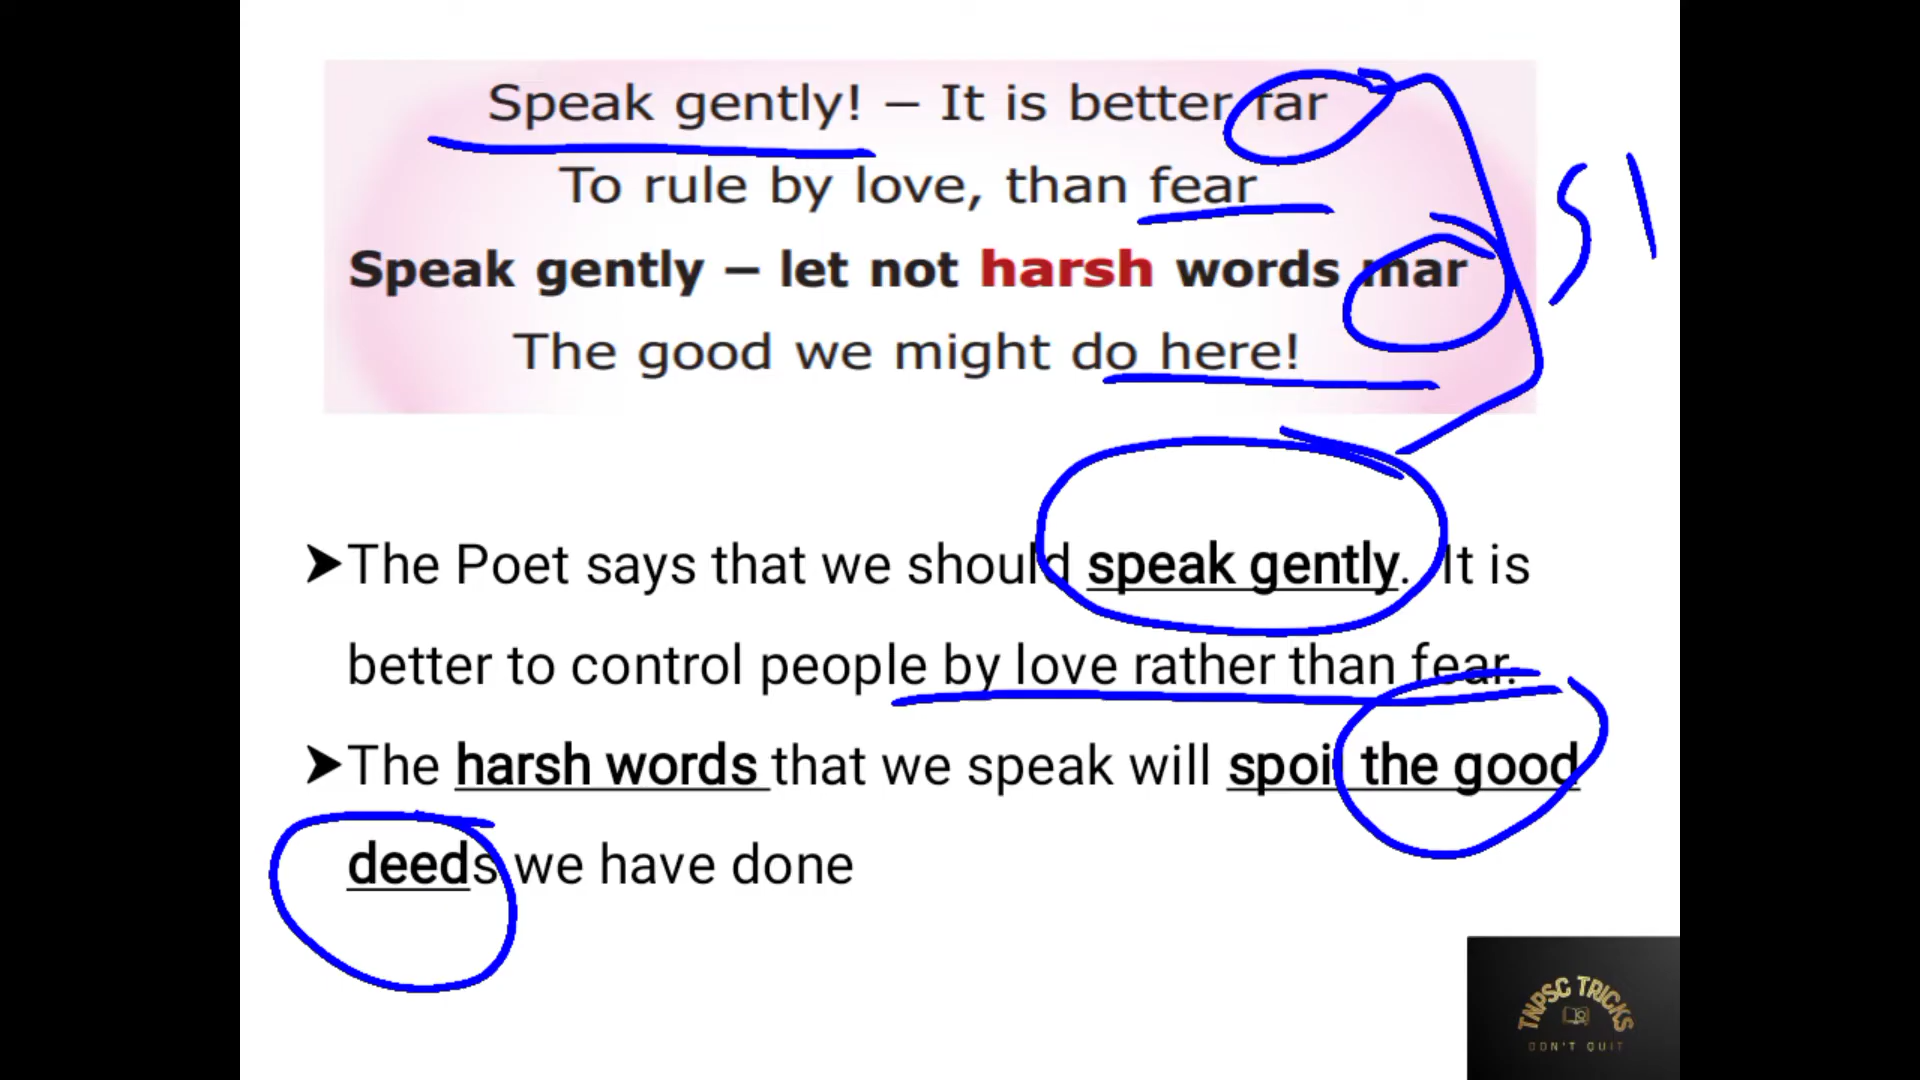 Speak gently! – It is better far
To rule by love, than fear
Speak gently – let not harsh words mar
The good we might do here!
S1
➤The Poet says that we should speak gently. It is
better to control people by love rather than fear.
➤The harsh words that we speak will spoil the good
deeds we have done
TNPSC TRICKS
DON'T QUIT